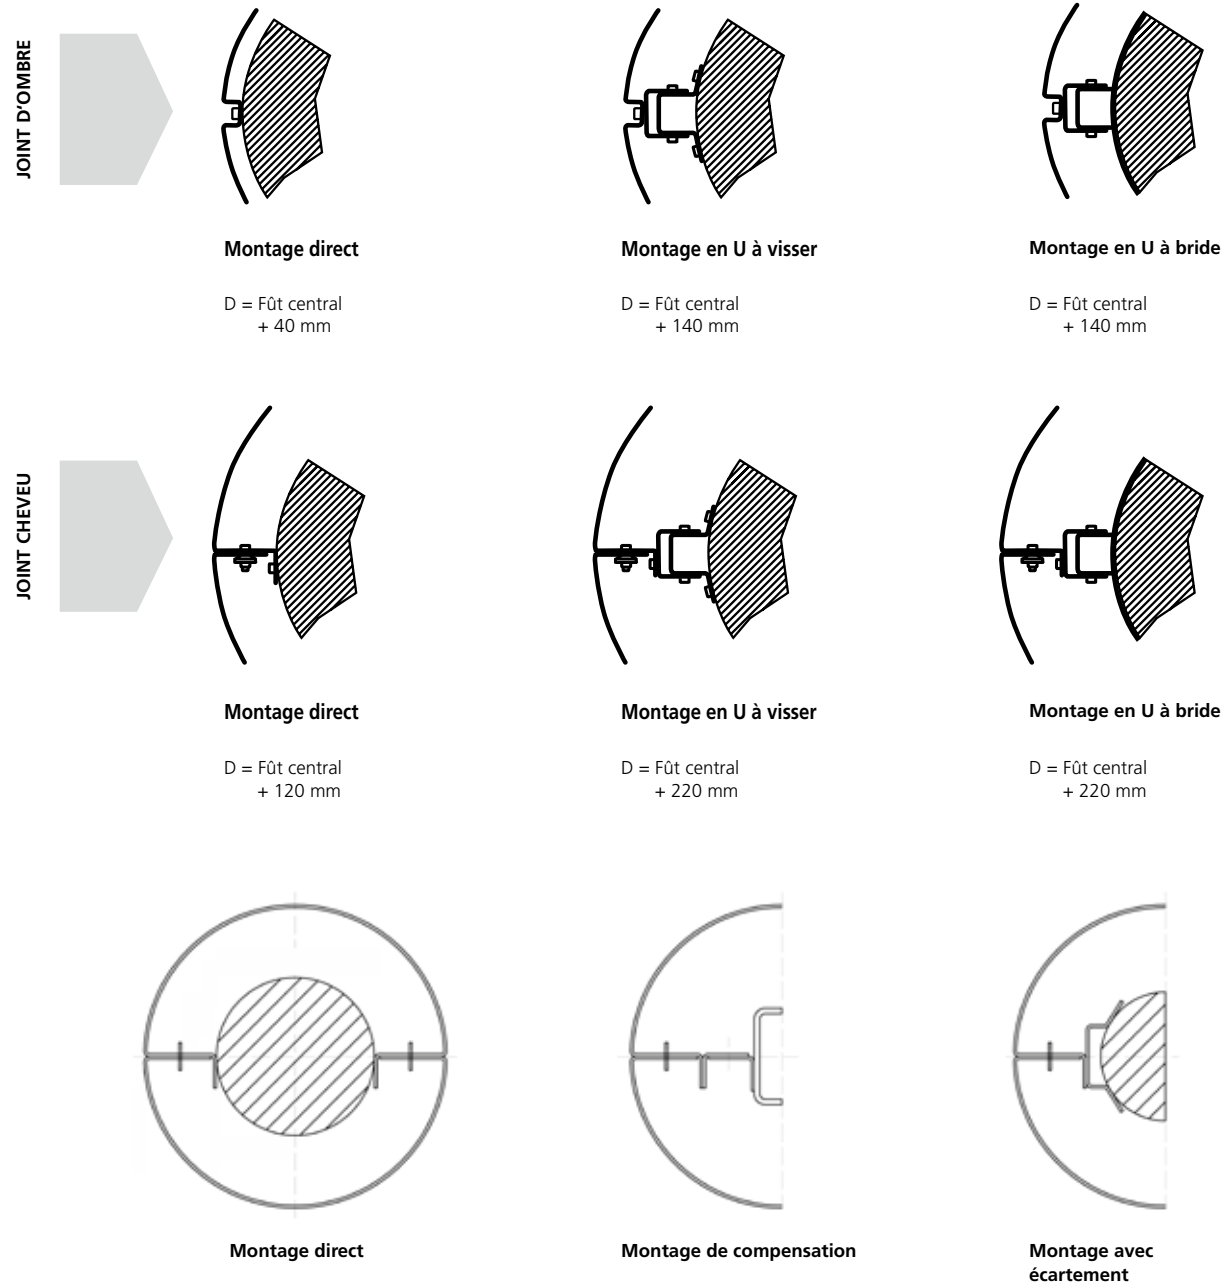 JOINT D'OMBRE
Montage direct
D = Fût central
+ 40 mm
Montage en U à visser
D = Fût central
+ 140 mm
Montage en U à bride
D = Fût central
+ 140 mm
JOINT CHEVEU
Montage direct
D = Fût central
+ 120 mm
Montage en U à visser
D = Fût central
+ 220 mm
Montage en U à bride
D = Fût central
+ 220 mm
Montage direct
Montage de compensation
Montage avec
écartement